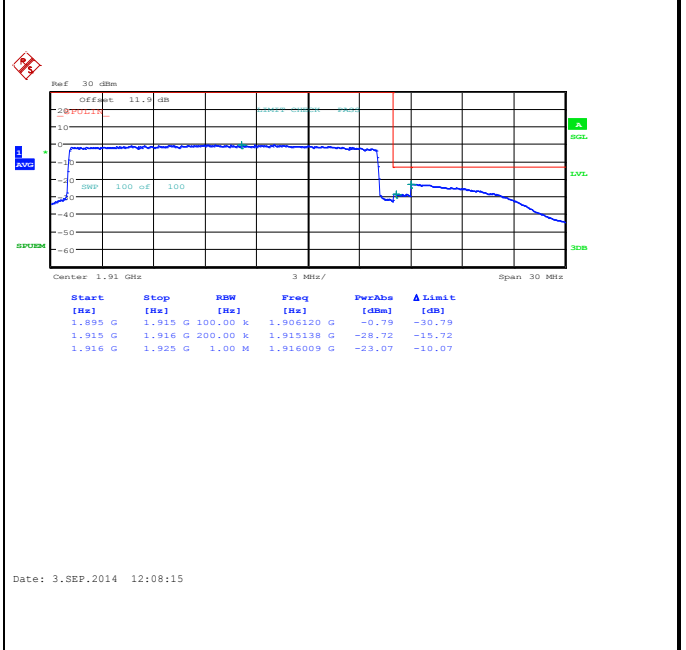 R
S
Ref 30 dBm
Offset 11.9 dB
20
LIMIT CHECK PASS
A
10
SGL
0
1
AVG
-10
LVL
-20
SWP 100 of 100
-30
-40
-50
SPUEM
3DB
-60
Center 1.91 GHz 3 MHz/ Span 30 MHz
Start Stop RBW Freq PwrAbs Δ Limit
[Hz] [Hz] [Hz] [Hz] [dBm] [dB]
1.895 G 1.915 G 100.00 k 1.906120 G -0.79 -30.79
1.915 G 1.916 G 200.00 k 1.915138 G -28.72 -15.72
1.916 G 1.925 G 1.00 M 1.916009 G -23.07 -10.07
Date: 3.SEP.2014 12:08:15